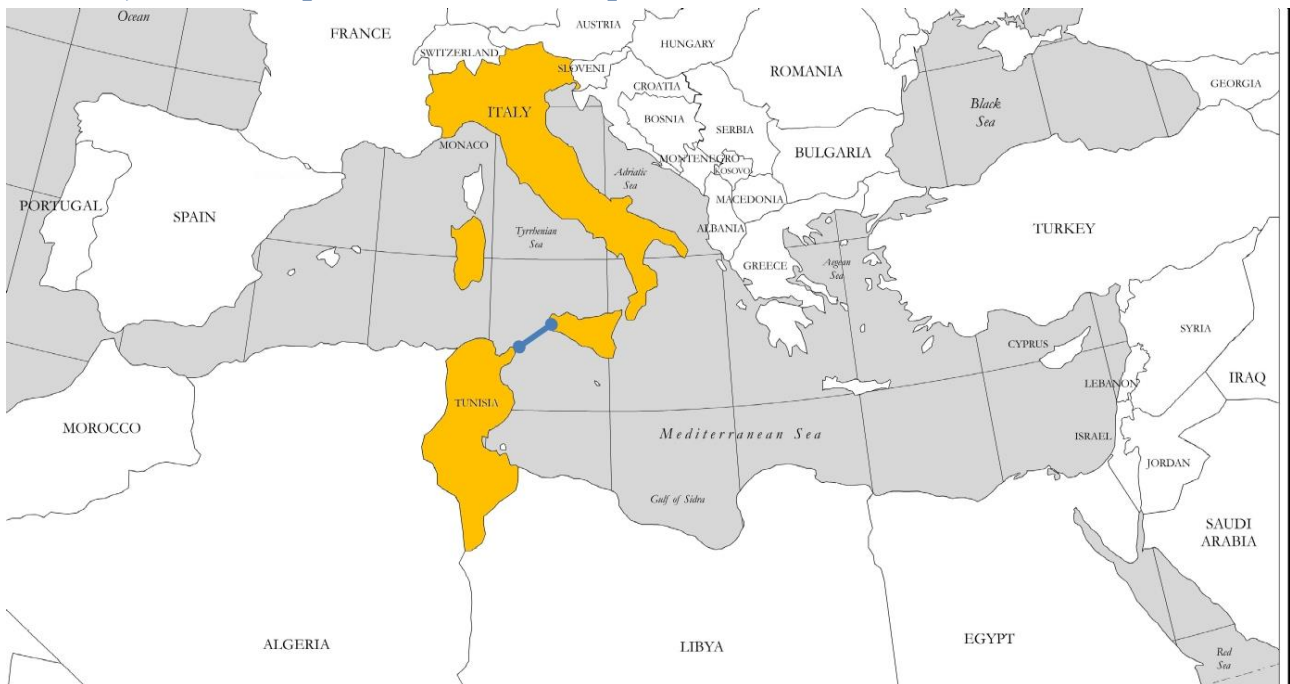 Ocean
FRANCE
AUSTRIA
SWITZERLAND
HUNGARY
SLOVENI
ROMANIA
GEORGIA
CROATIA
ITALY
BOSNIA
Black
Sea
SERBIA
MONACO
BULGARIA
MONTENEGRO
KOSOVO
Adriatic
Sea
MACEDONIA
PORTUGAL
SPAIN
ALBANIA
TURKEY
Tyrrhenian
Sea
GREECE
Aegean
Sea
SYRIA
CYPRUS
IRAQ
LEBANON
TUNISIA
MOROCCO
Mediterranean Sea
ISRAEL
JORDAN
Gulf of Sidra
SAUDI
ARABIA
ALGERIA
LIBYA
EGYPT
Red
Sea